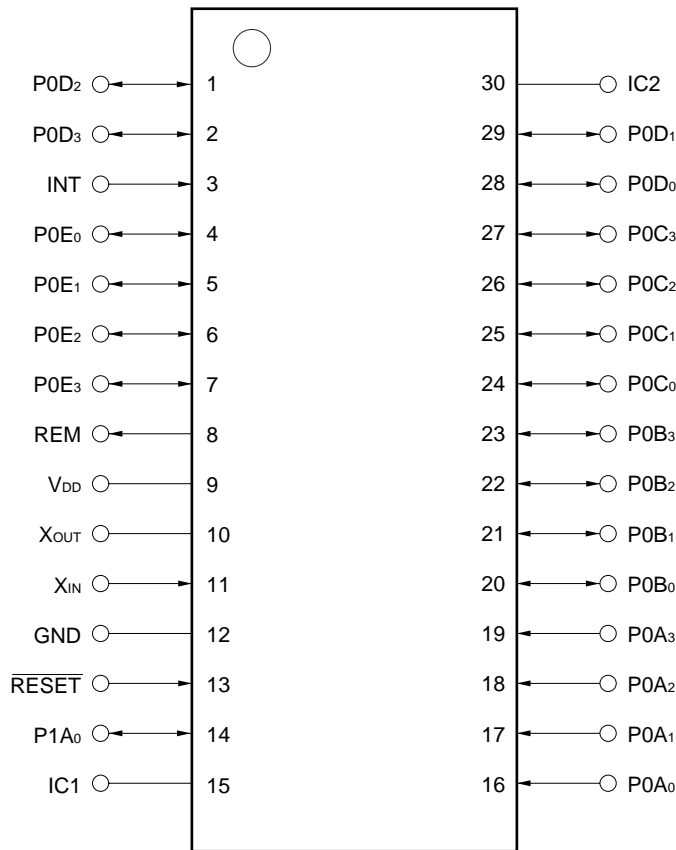 P0D₂ 1 30 IC2
P0D₃ 2 29 P0D₁
INT 3 28 P0D₀
P0E₀ 4 27 P0C₃
P0E₁ 5 26 P0C₂
P0E₂ 6 25 P0C₁
P0E₃ 7 24 P0C₀
REM 8 23 P0B₃
VDD 9 22 P0B₂
XOUT 10 21 P0B₁
XIN 11 20 P0B₀
GND 12 19 P0A₃
R̅E̅S̅E̅T̅ 13 18 P0A₂
P1A₀ 14 17 P0A₁
IC1 15 16 P0A₀